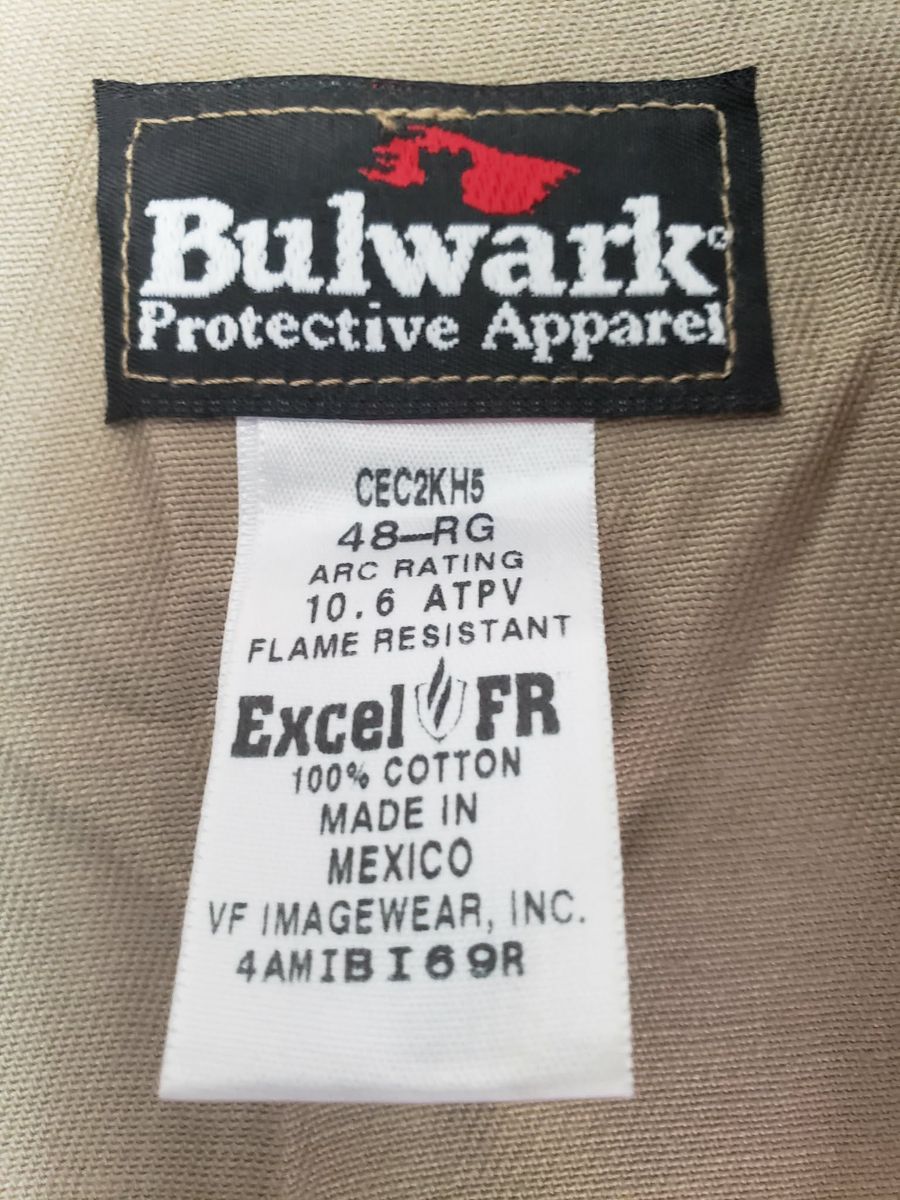 Bulwark®
Protective Apparel
CEC2KH5
48-RG
ARC RATING
10.6 ATPV
FLAME RESISTANT
Excel FR
100% COTTON
MADE IN
MEXICO
VF IMAGEWEAR, INC.
4AMIBI69R